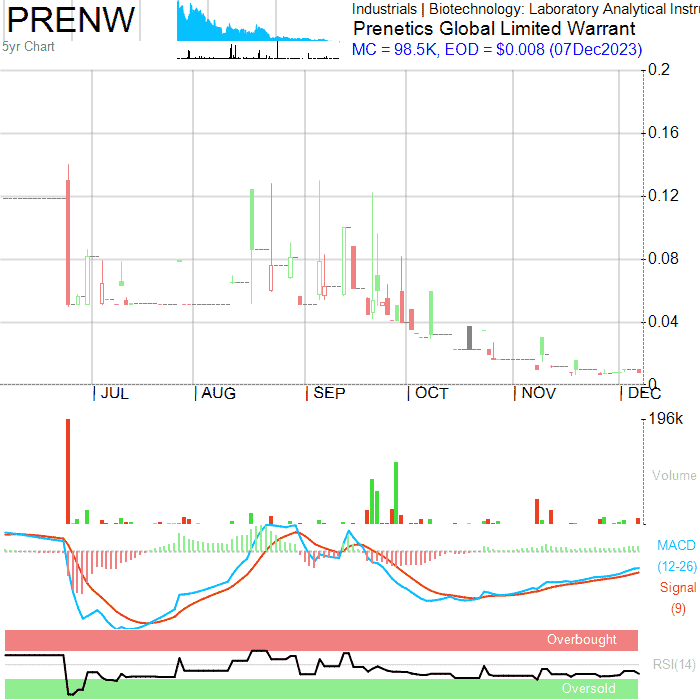 PRENW
5yr Chart
Industrials | Biotechnology: Laboratory Analytical Instru
Prenetics Global Limited Warrant
MC = 98.5K, EOD = $0.008 (07Dec2023)
0.2
0.16
0.12
0.08
0.04
0
JUL AUG SEP OCT NOV DEC
196k
Volume
MACD
(12-26)
Signal
(9)
Overbought
RSI(14)
Oversold